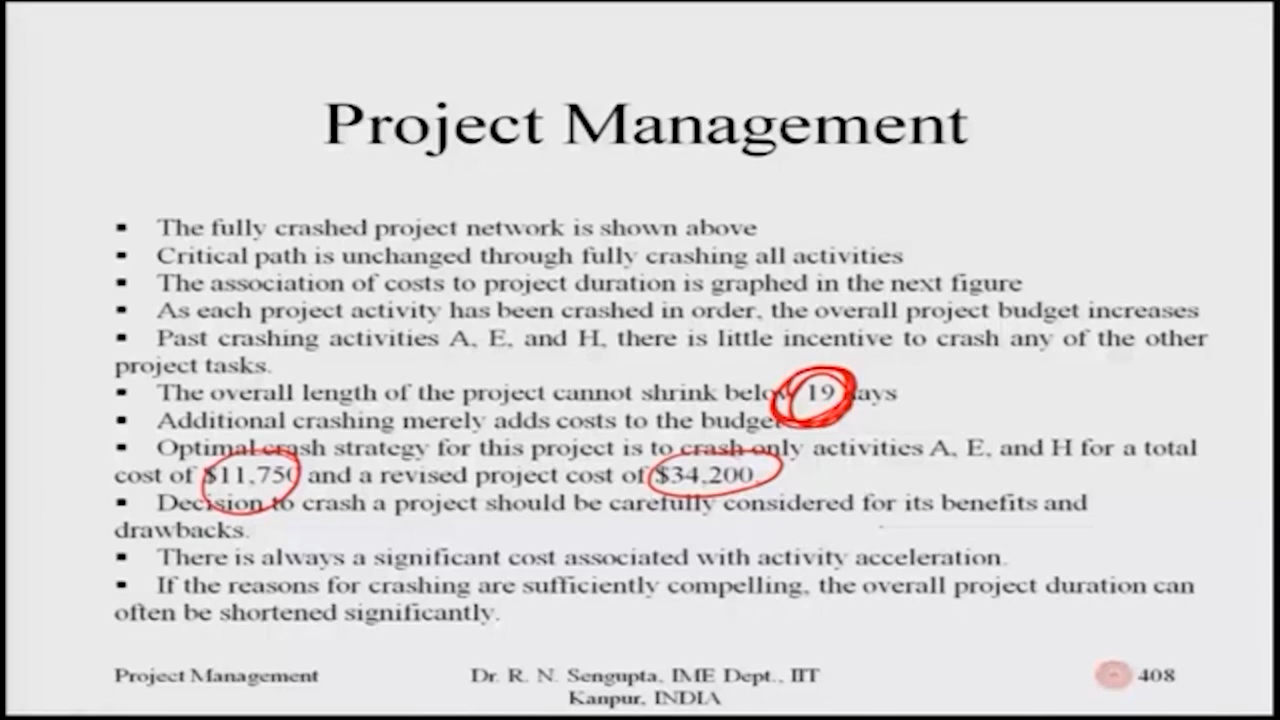 Project Management
▪ The fully crashed project network is shown above
▪ Critical path is unchanged through fully crashing all activities
▪ The association of costs to project duration is graphed in the next figure
▪ As each project activity has been crashed in order, the overall project budget increases
▪ Past crashing activities A, E, and H, there is little incentive to crash any of the other
project tasks.
▪ The overall length of the project cannot shrink below 19 days
▪ Additional crashing merely adds costs to the budget
▪ Optimal crash strategy for this project is to crash only activities A, E, and H for a total
cost of $11,750 and a revised project cost of $34,200.
▪ Decision to crash a project should be carefully considered for its benefits and
drawbacks.
▪ There is always a significant cost associated with activity acceleration.
▪ If the reasons for crashing are sufficiently compelling, the overall project duration can
often be shortened significantly.
Project Management
Dr. R. N. Sengupta, IME Dept., IIT
Kanpur, INDIA
408